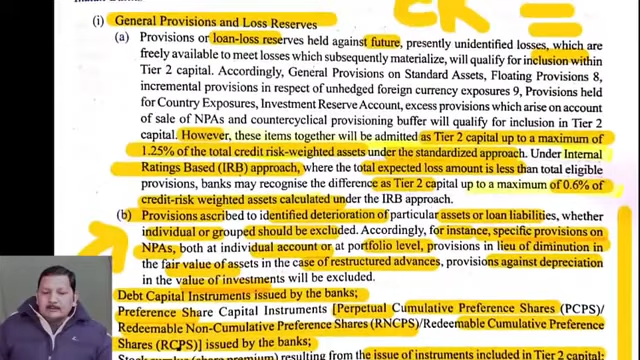 (i) General Provisions and Loss Reserves
(a) Provisions or loan-loss reserves held against future, presently unidentified losses, which are
freely available to meet losses which subsequently materialize, will qualify for inclusion within
Tier 2 capital. Accordingly, General Provisions on Standard Assets, Floating Provisions 8,
incremental provisions in respect of unhedged foreign currency exposures 9, Provisions held
for Country Exposures, Investment Reserve Account, excess provisions which arise on account
of sale of NPAs and countercyclical provisioning buffer will qualify for inclusion in Tier 2
capital. However, these items together will be admitted as Tier 2 capital up to a maximum of
1.25% of the total credit risk-weighted assets under the standardized approach. Under Internal
Ratings Based (IRB) approach, where the total expected loss amount is less than total eligible
provisions, banks may recognise the difference as Tier 2 capital up to a maximum of 0.6% of
credit-risk weighted assets calculated under the IRB approach.
(b) Provisions ascribed to identified deterioration of particular assets or loan liabilities, whether
individual or grouped should be excluded. Accordingly, for instance, specific provisions on
NPAs, both at individual account or at portfolio level, provisions in lieu of diminution in
the fair value of assets in the case of restructured advances, provisions against depreciation
in the value of investments will be excluded.
Debt Capital Instruments issued by the banks;
Preference Share Capital Instruments [Perpetual Cumulative Preference Shares (PCPS)/
Redeemable Non-Cumulative Preference Shares (RNCPS)/Redeemable Cumulative Preference
Shares (RCPS)] issued by the banks;
Stock surplus (share premium) resulting from the issue of instruments included in Tier 2 capital;